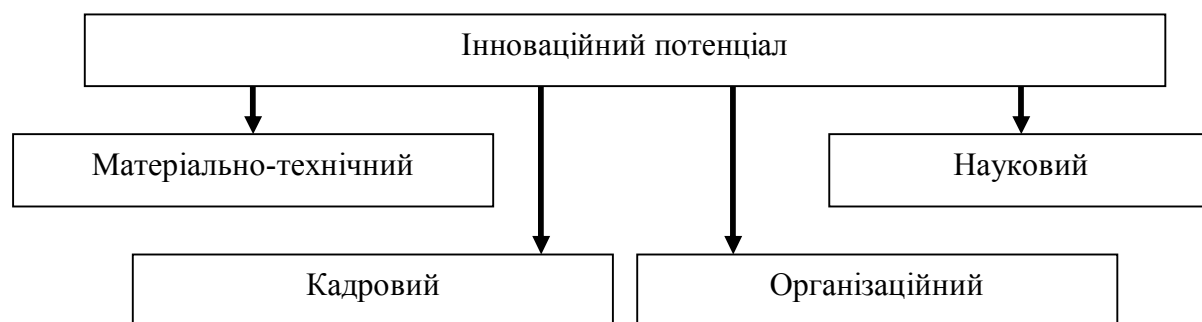 Інноваційний потенціал
Матеріально-технічний
Науковий
Кадровий
Організаційний